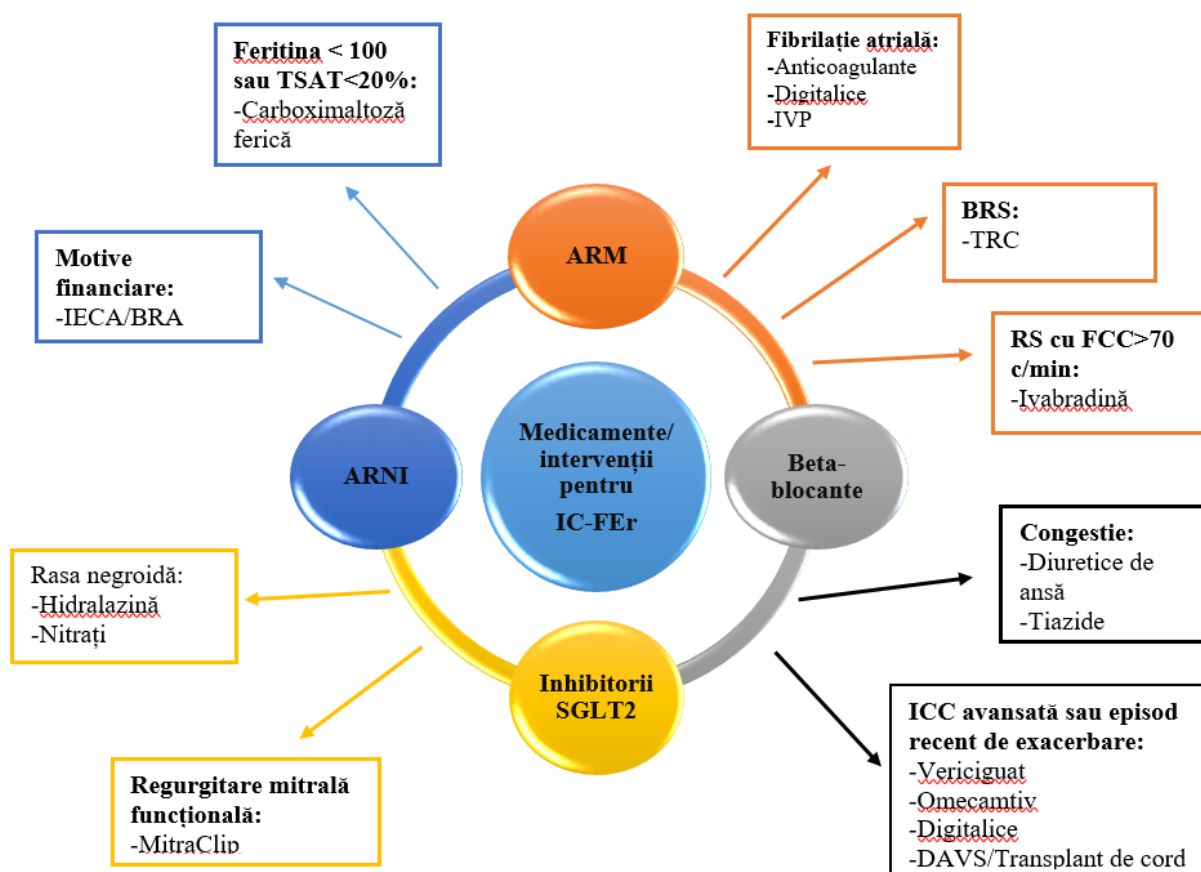 Feritina < 100
sau TSAT<20%:
-Carboximaltoză
ferică
Fibrilație atrială:
-Anticoagulante
-Digitalice
-IVP
Motive
financiare:
-IECA/BRA
BRS:
-TRC
ARM
RS cu FCC>70
c/min:
-Ivabradină
Medicamente/
intervenții
pentru
IC-FEr
ARNI
Beta-
blocante
Rasa negroidă:
-Hidralazină
-Nitrați
Congestie:
-Diuretice de
ansă
-Tiazide
Inhibitorii
SGLT2
Regurgitare mitrală
funcțională:
-MitraClip
ICC avansată sau episod
recent de exacerbare:
-Vericiguat
-Omecamtiv
-Digitalice
-DAVS/Transplant de cord